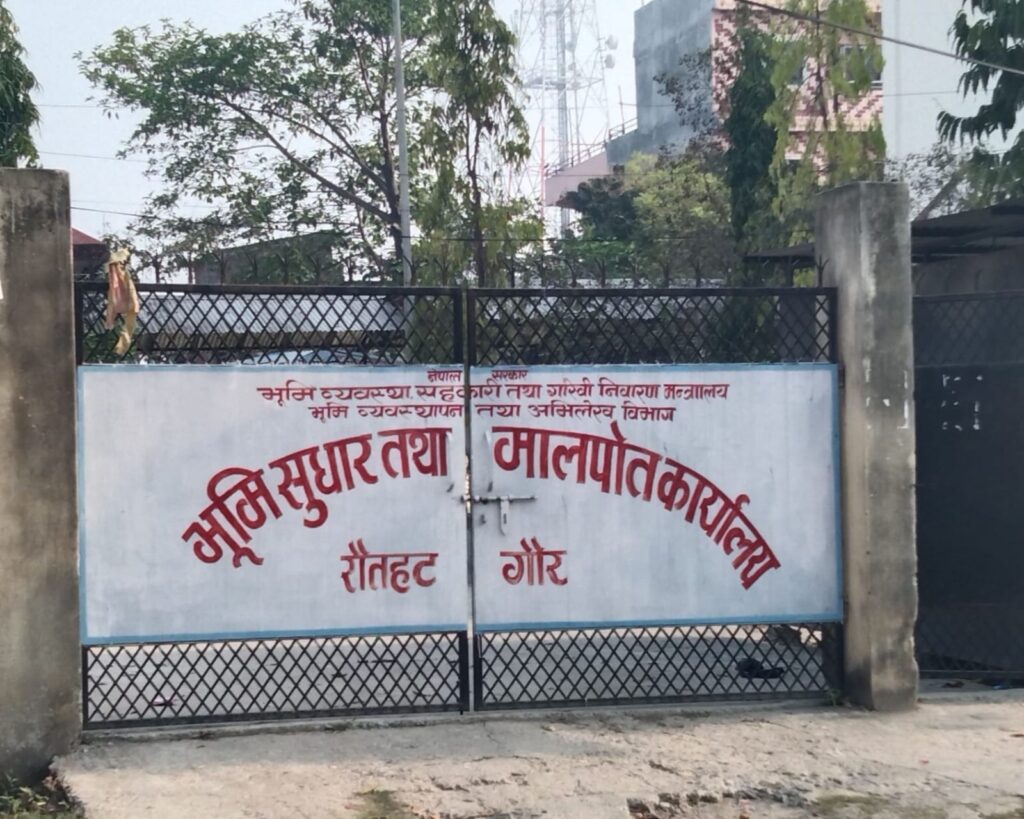 नेपाल सरकार
भूमि व्यवस्था, सहकारी तथा गरिवी निवारण मन्त्राालय
भूमि व्यवस्थापन तथा अभिलेख विभाग
भूमि सुधार तथा मालपोत कार्यालय
रौतहट गौर